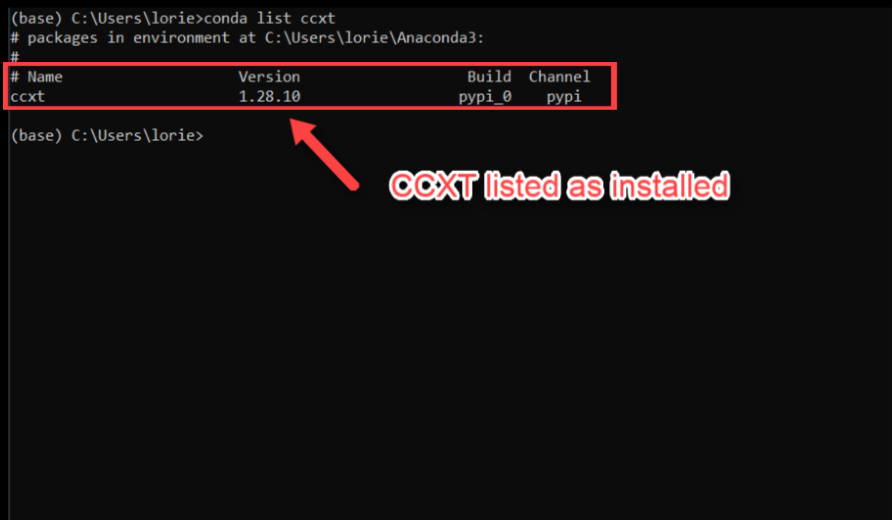 (base) C:\Users\lorie>conda list ccxt
# packages in environment at C:\Users\lorie\Anaconda3:
#
# Name                    Version                   Build  Channel
ccxt                      1.28.10                  pypi_0    pypi
(base) C:\Users\lorie>
CCXT listed as installed